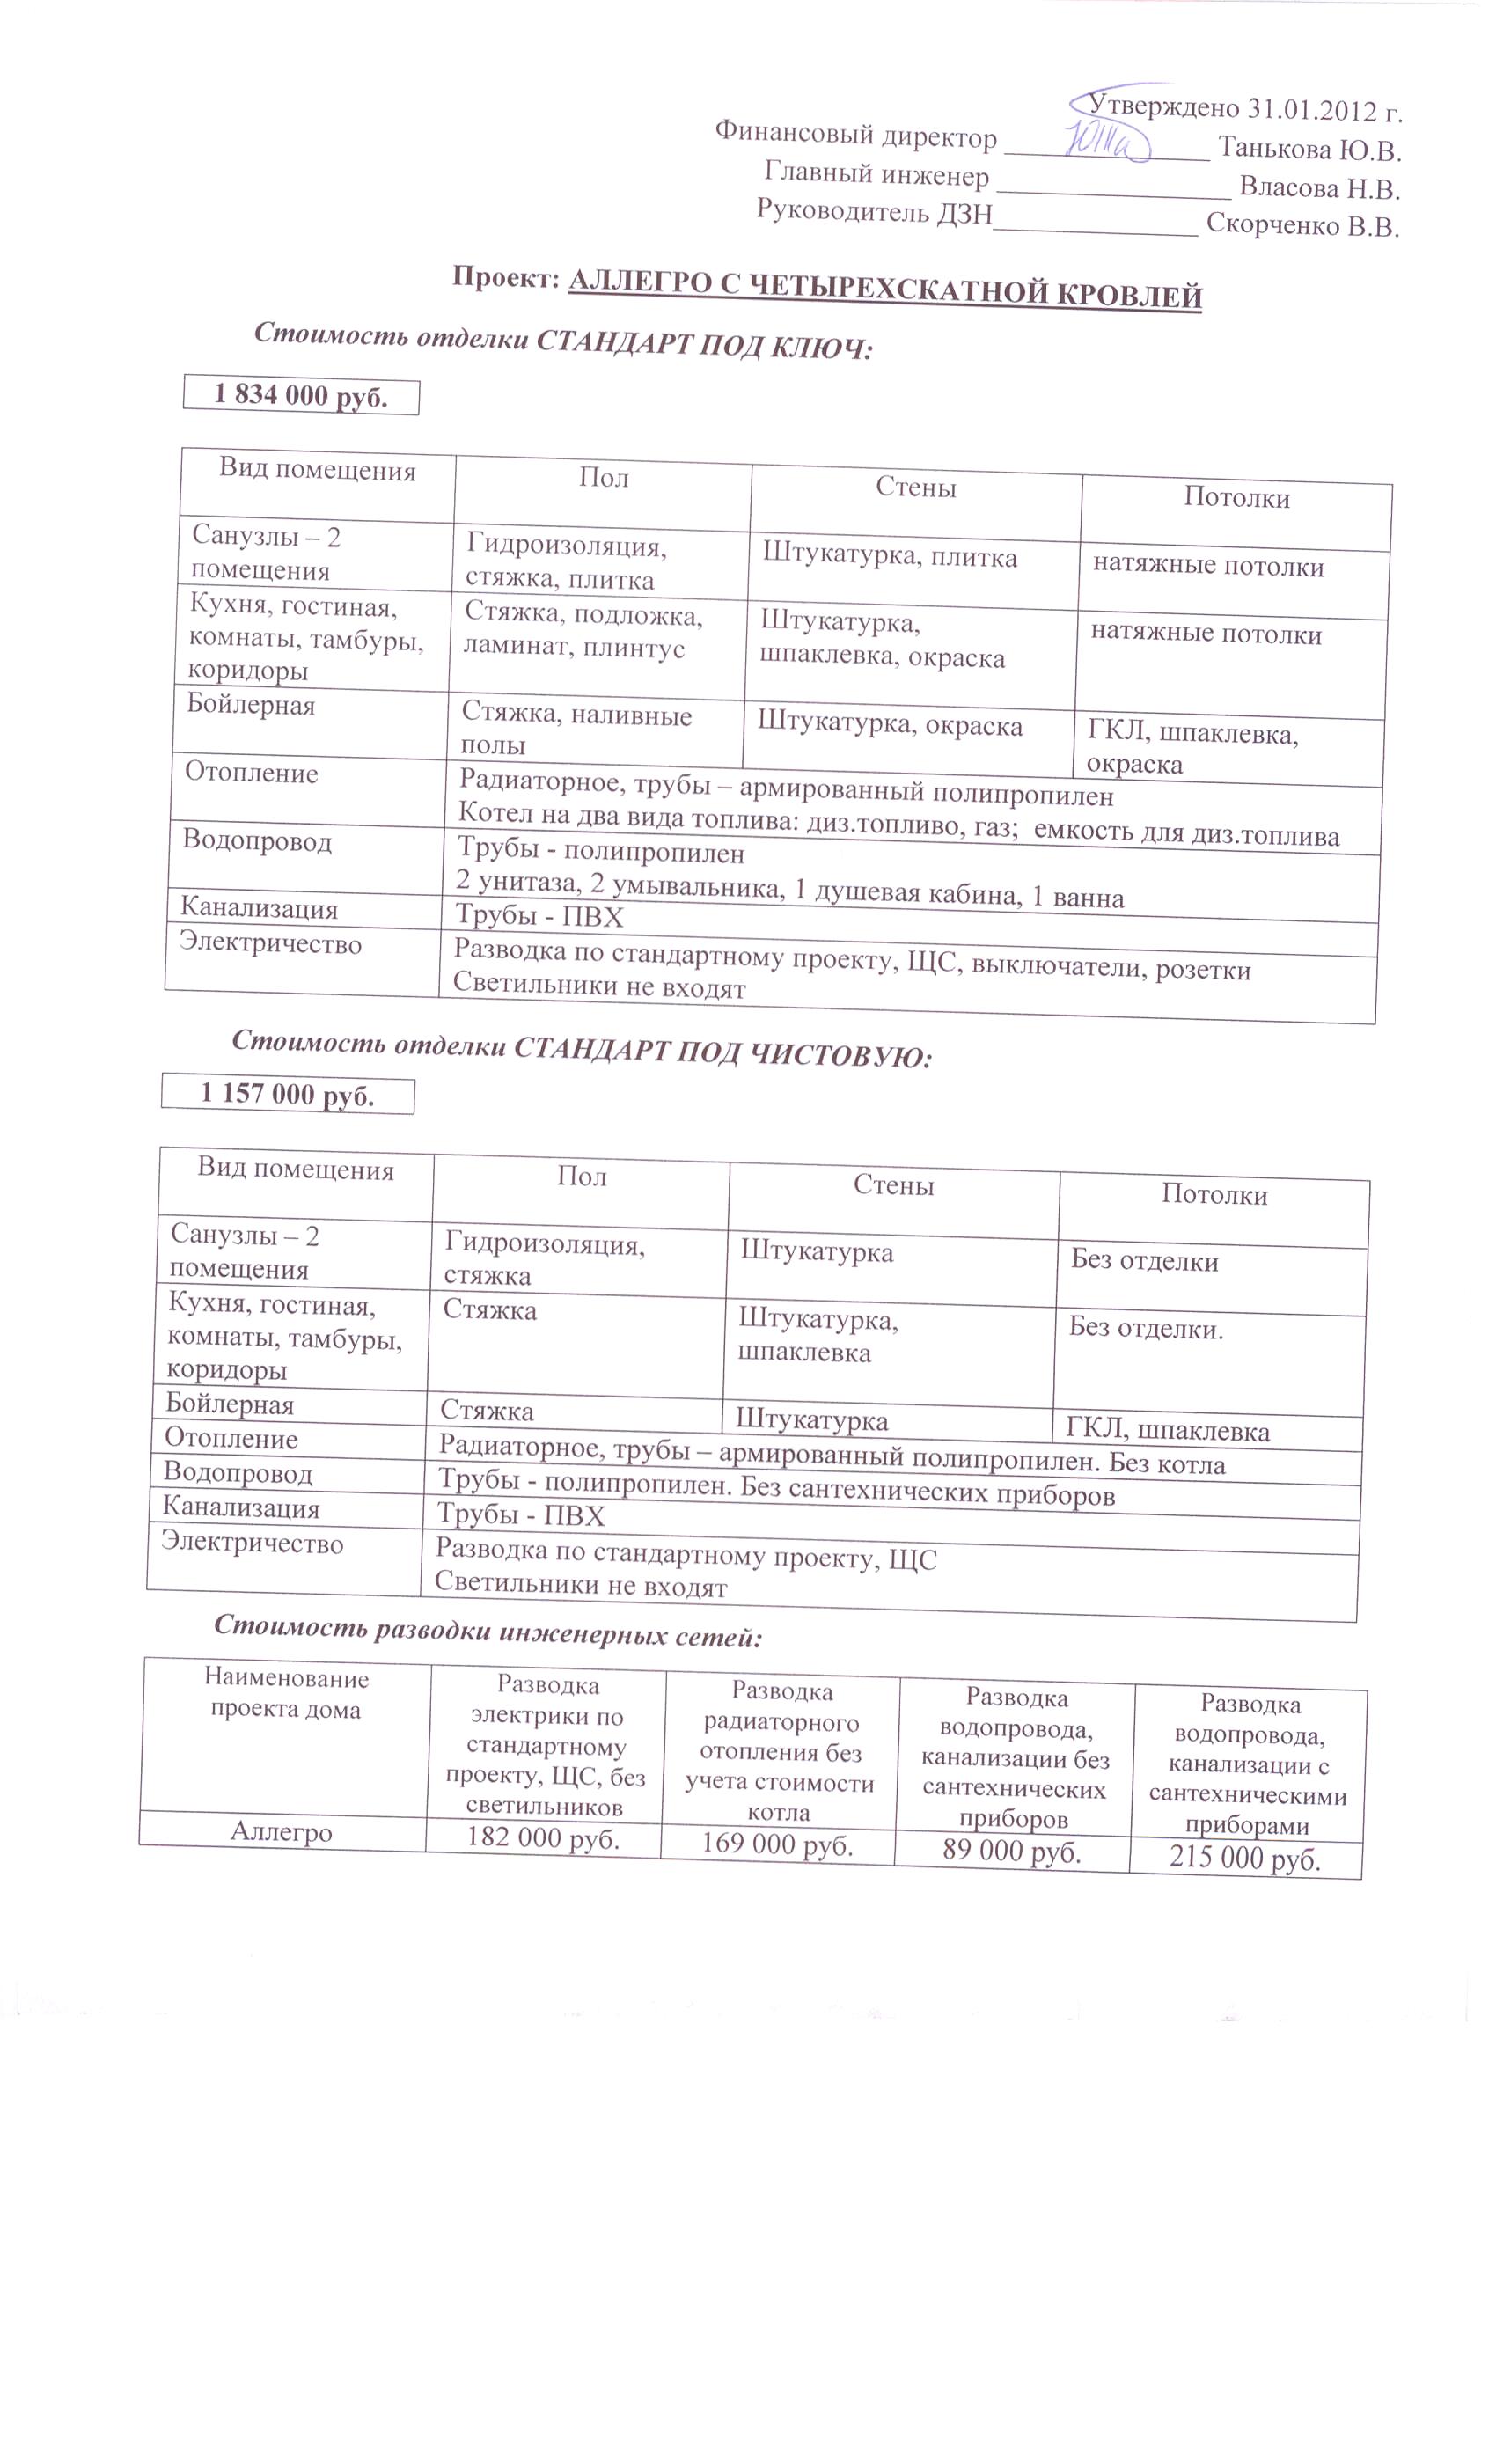 Утверждено 31.01.2012 г.
Финансовый директор ______________ Танькова Ю.В.
Главный инженер ________________ Власова Н.В.
Руководитель ДЗН______________ Скорченко В.В.
Проект: АЛЛЕГРО С ЧЕТЫРЕХСКАТНОЙ КРОВЛЕЙ
Стоимость отделки СТАНДАРТ ПОД КЛЮЧ:
1 834 000 руб.
Вид помещения Пол Стены Потолки
Санузлы – 2
помещения
Гидроизоляция,
стяжка, плитка
Штукатурка, плитка
натяжные потолки
Кухня, гостиная,
комнаты, тамбуры,
коридоры
Стяжка, подложка,
ламинат, плинтус
Штукатурка,
шпаклевка, окраска
натяжные потолки
Бойлерная
Стяжка, наливные
полы
Штукатурка, окраска
ГКЛ, шпаклевка,
окраска
Отопление
Радиаторное, трубы – армированный полипропилен
Котел на два вида топлива: диз.топливо, газ; емкость для диз.топлива
Водопровод
Трубы - полипропилен
2 унитаза, 2 умывальника, 1 душевая кабина, 1 ванна
Канализация
Трубы - ПВХ
Электричество
Разводка по стандартному проекту, ЩС, выключатели, розетки
Светильники не входят
Стоимость отделки СТАНДАРТ ПОД ЧИСТОВУЮ:
1 157 000 руб.
Вид помещения Пол Стены Потолки
Санузлы – 2
помещения
Гидроизоляция,
стяжка
Штукатурка
Без отделки
Кухня, гостиная,
комнаты, тамбуры,
коридоры
Стяжка
Штукатурка,
шпаклевка
Без отделки.
Бойлерная
Стяжка
Штукатурка
ГКЛ, шпаклевка
Отопление
Радиаторное, трубы – армированный полипропилен. Без котла
Водопровод
Трубы - полипропилен. Без сантехнических приборов
Канализация
Трубы - ПВХ
Электричество
Разводка по стандартному проекту, ЩС
Светильники не входят
Стоимость разводки инженерных сетей:
Наименование
проекта дома
Разводка
электрики по
стандартному
проекту, ЩС, без
светильников
Разводка
радиаторного
отопления без
учета стоимости
котла
Разводка
водопровода,
канализации без
сантехнических
приборов
Разводка
водопровода,
канализации с
сантехническими
приборами
Аллегро 182 000 руб. 169 000 руб. 89 000 руб. 215 000 руб.